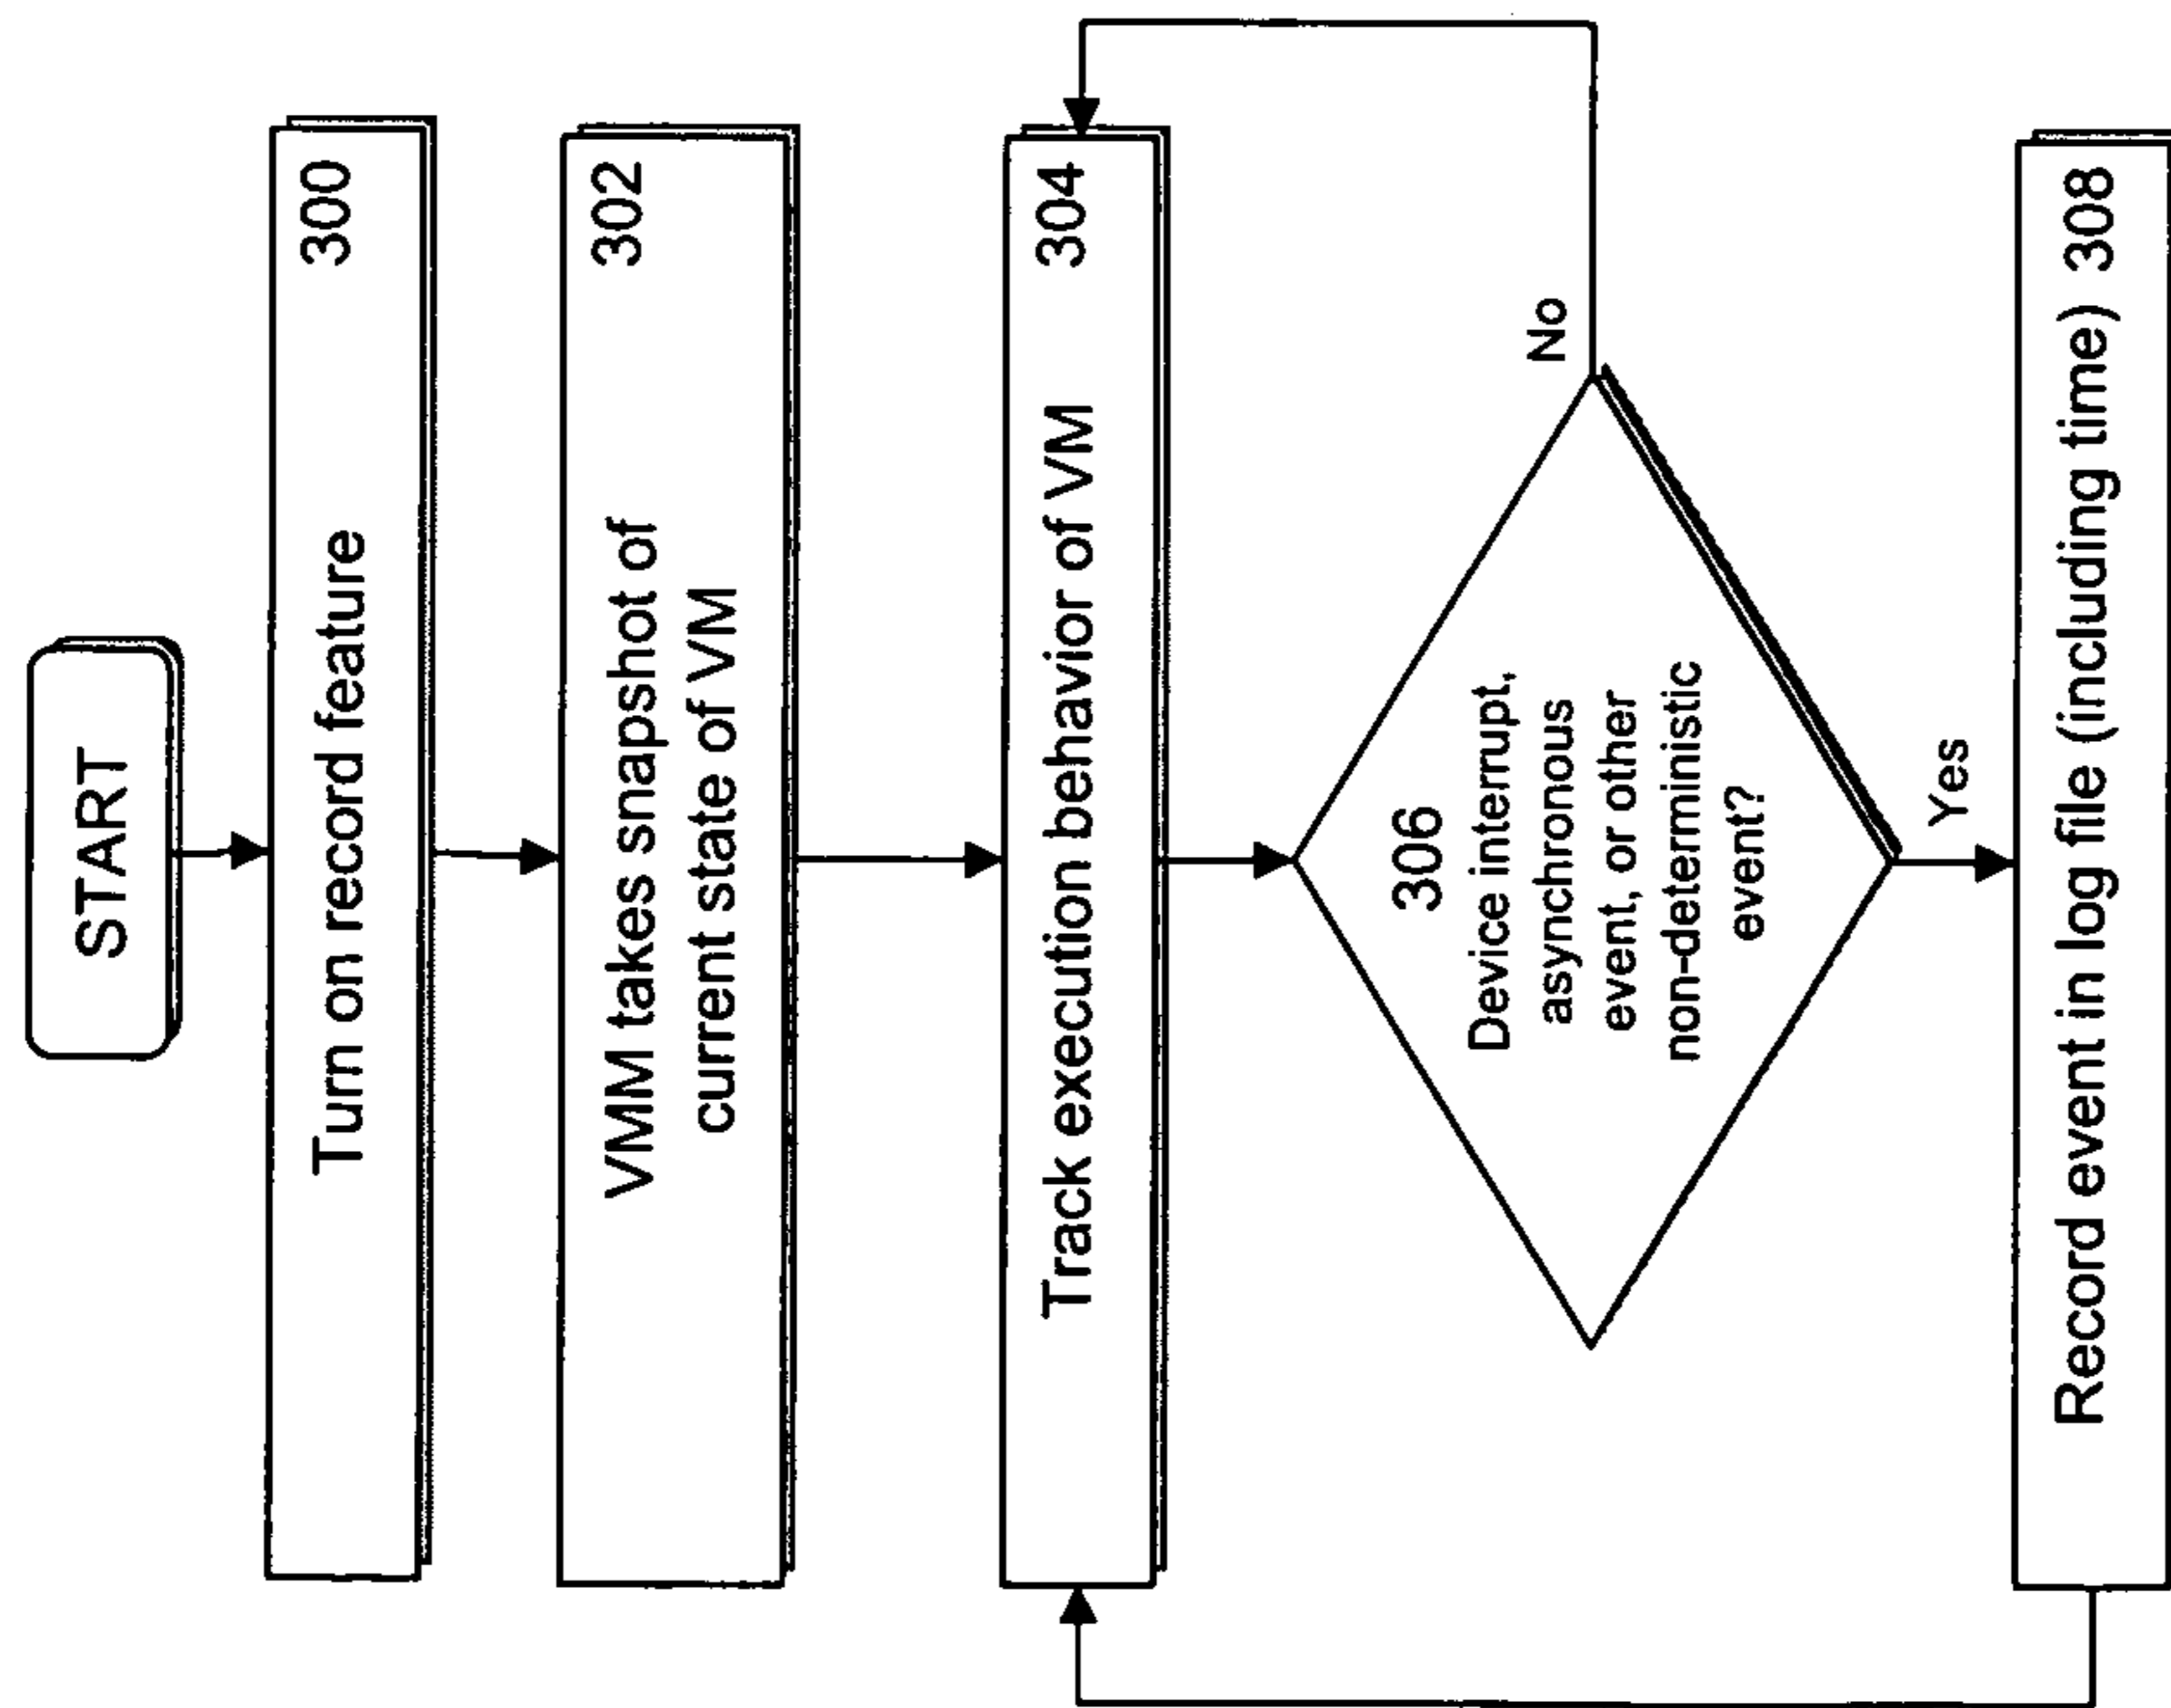 START
Turn on record feature 300
VMM takes snapshot of 302
current state of VM
Track execution behavior of VM 304
306
Device interrupt,
asynchronous
event, or other
non-deterministic
event?
No
Yes
Record event in log file (including time) 308